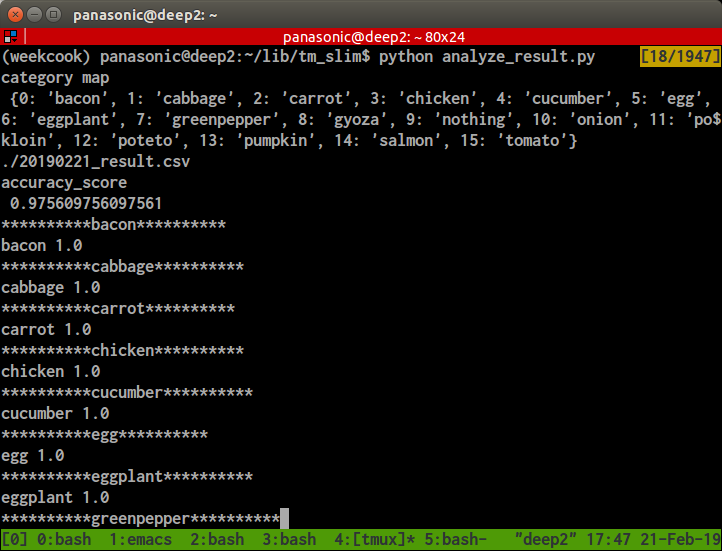 panasonic@deep2: ~
panasonic@deep2: ~ 80x24
(weekcook) panasonic@deep2:~/lib/tm_slim$ python analyze_result.py [18/1947]
category map
{0: 'bacon', 1: 'cabbage', 2: 'carrot', 3: 'chicken', 4: 'cucumber', 5: 'egg',
6: 'eggplant', 7: 'greenpepper', 8: 'gyoza', 9: 'nothing', 10: 'onion', 11: 'po$
kloin', 12: 'poteto', 13: 'pumpkin', 14: 'salmon', 15: 'tomato'}
./20190221_result.csv
accuracy_score
0.975609756097561
**********bacon**********
bacon 1.0
**********cabbage**********
cabbage 1.0
**********carrot**********
carrot 1.0
**********chicken**********
chicken 1.0
**********cucumber**********
cucumber 1.0
**********egg**********
egg 1.0
**********eggplant**********
eggplant 1.0
**********greenpepper**********
[0] 0:bash 1:emacs 2:bash 3:bash 4:[tmux]* 5:bash- "deep2" 17:47 21-Feb-19